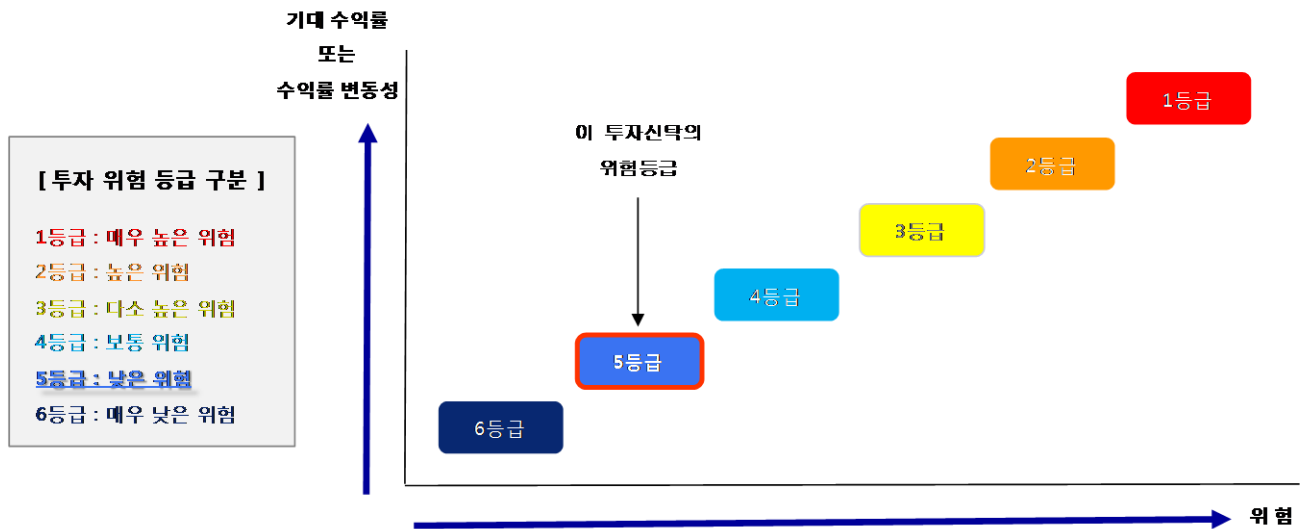 기대 수익률
또는
수익률 변동성
[ 투자 위험 등급 구분 ]
1등급 : 매우 높은 위험
2등급 : 높은 위험
3등급 : 다소 높은 위험
4등급 : 보통 위험
5등급 : 낮은 위험
6등급 : 매우 낮은 위험
이 투자신탁의
위험등급
1등급
2등급
3등급
4등급
5등급
6등급
위 험